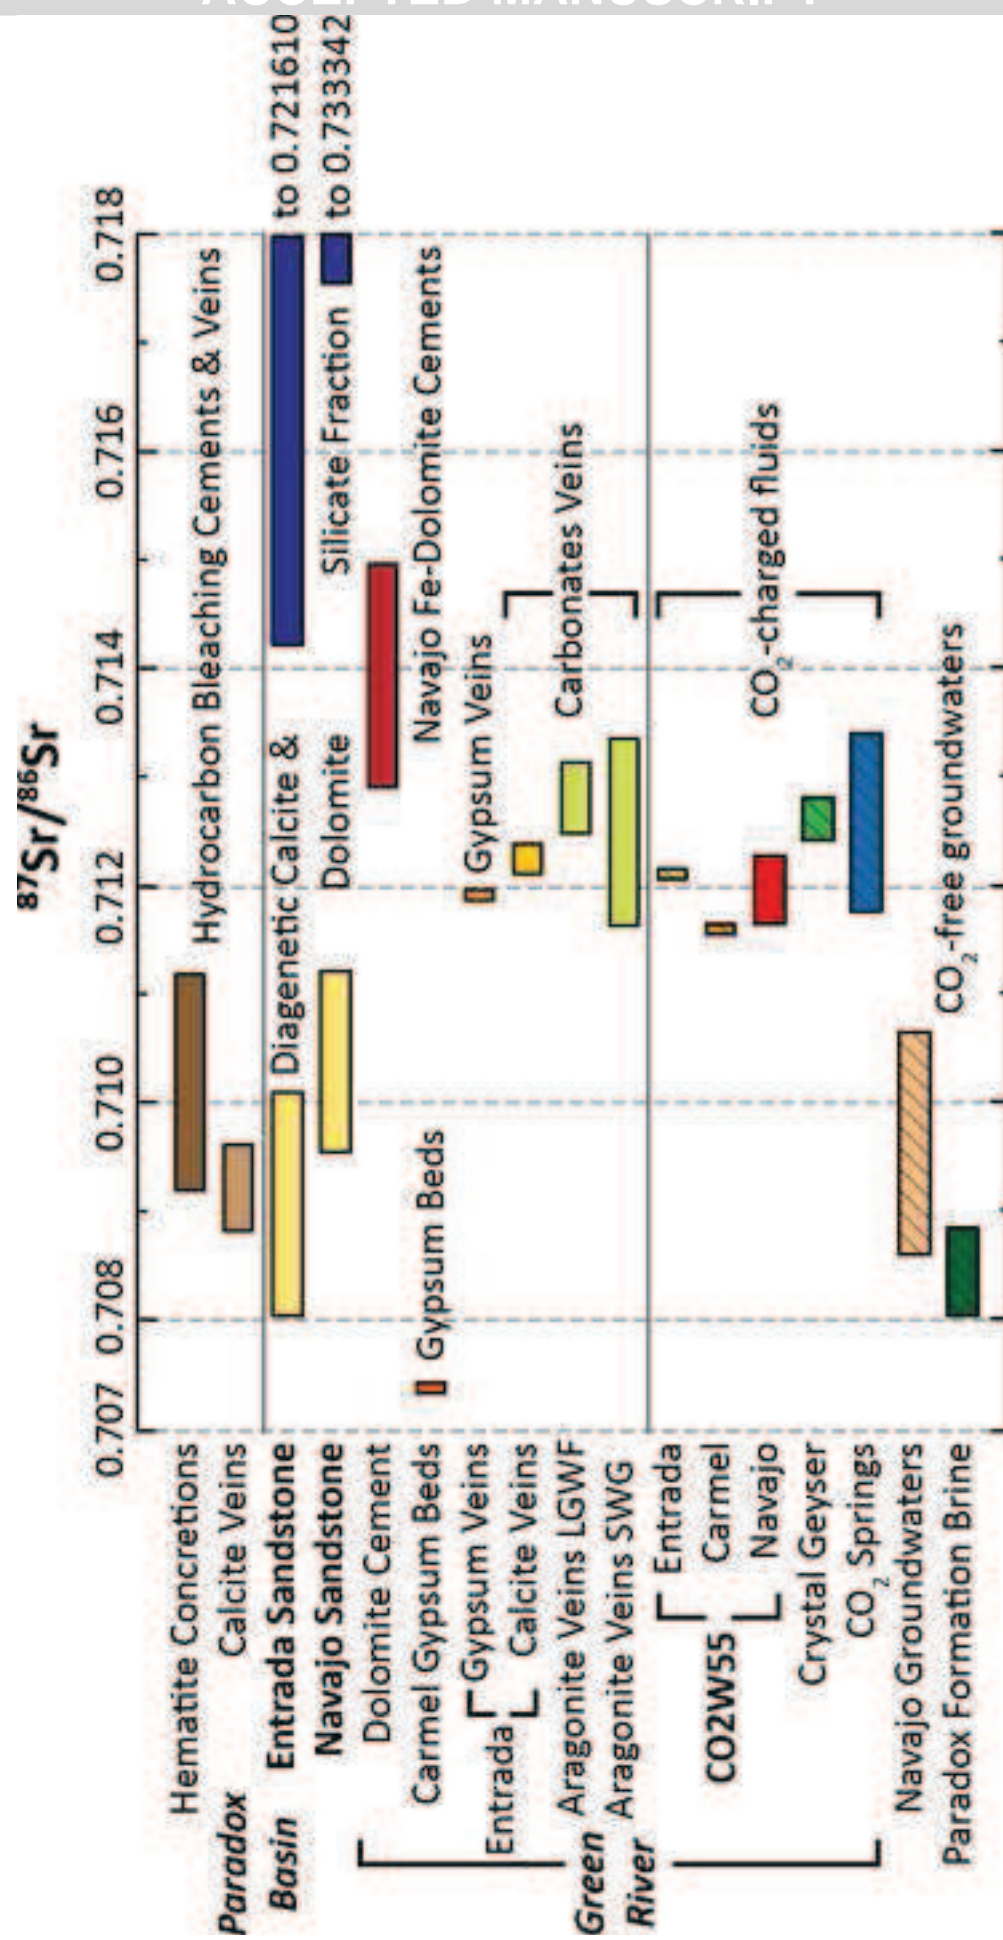 ACCEPTED MANUSCRIPT
⁸⁷Sr/⁸⁶Sr
0.707 0.708 0.710 0.712 0.714 0.716 0.718
Hematite Concretions
Hydrocarbon Bleaching Cements & Veins
Calcite Veins
Paradox
Basin
Entrada Sandstone
Diagenetic Calcite &
to 0.721610
Navajo Sandstone
Dolomite
Silicate Fraction
to 0.733342
Dolomite Cement
Navajo Fe-Dolomite Cements
Carmel Gypsum Beds
Gypsum Beds
Entrada
Gypsum Veins
Gypsum Veins
Calcite Veins
Aragonite Veins LGWF
Carbonates Veins
Aragonite Veins SWG
Green
River
CO2W55
Entrada
Carmel
Navajo
CO₂-charged fluids
Crystal Geyser
CO₂ Springs
Navajo Groundwaters
CO₂-free groundwaters
Paradox Formation Brine